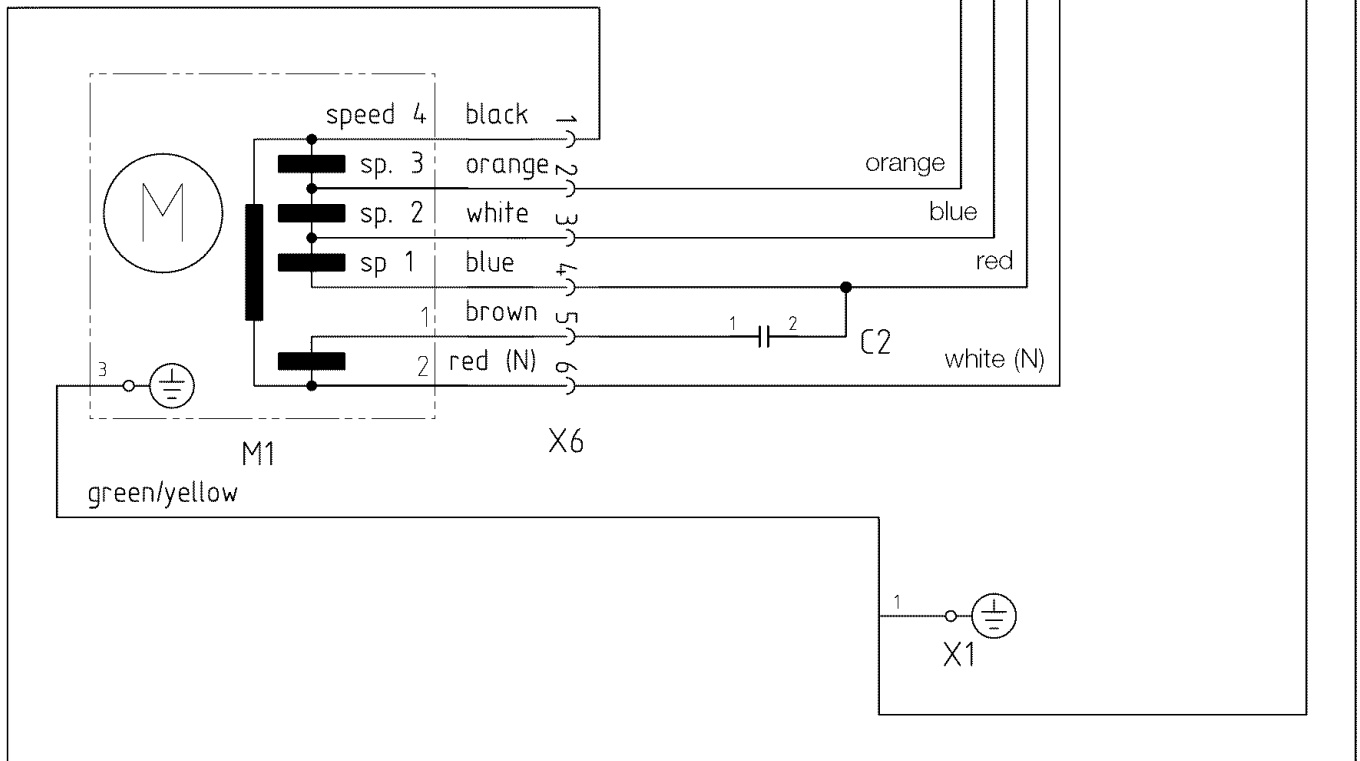 speed 4 black 1
sp. 3 orange 2 orange
sp. 2 white 3 blue
sp 1 blue 4 red
1 brown 5 1 2 C2
2 red (N) 6 white (N)
M
3
M1 X6
green/yellow
1
X1